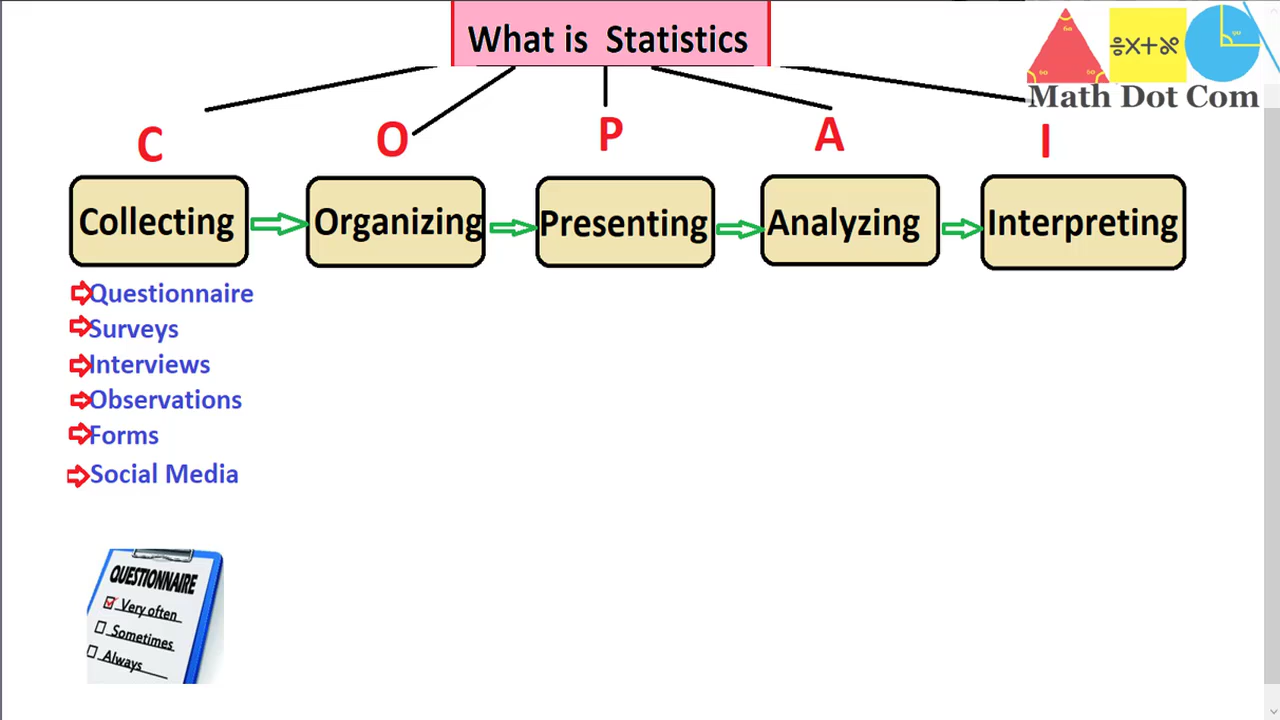 What is Statistics
÷x+%
Math Dot Com
C O P A I
Collecting Organizing Presenting Analyzing Interpreting
Questionnaire
Surveys
Interviews
Observations
Forms
Social Media
QUESTIONNAIRE
Very often
Sometimes
Always